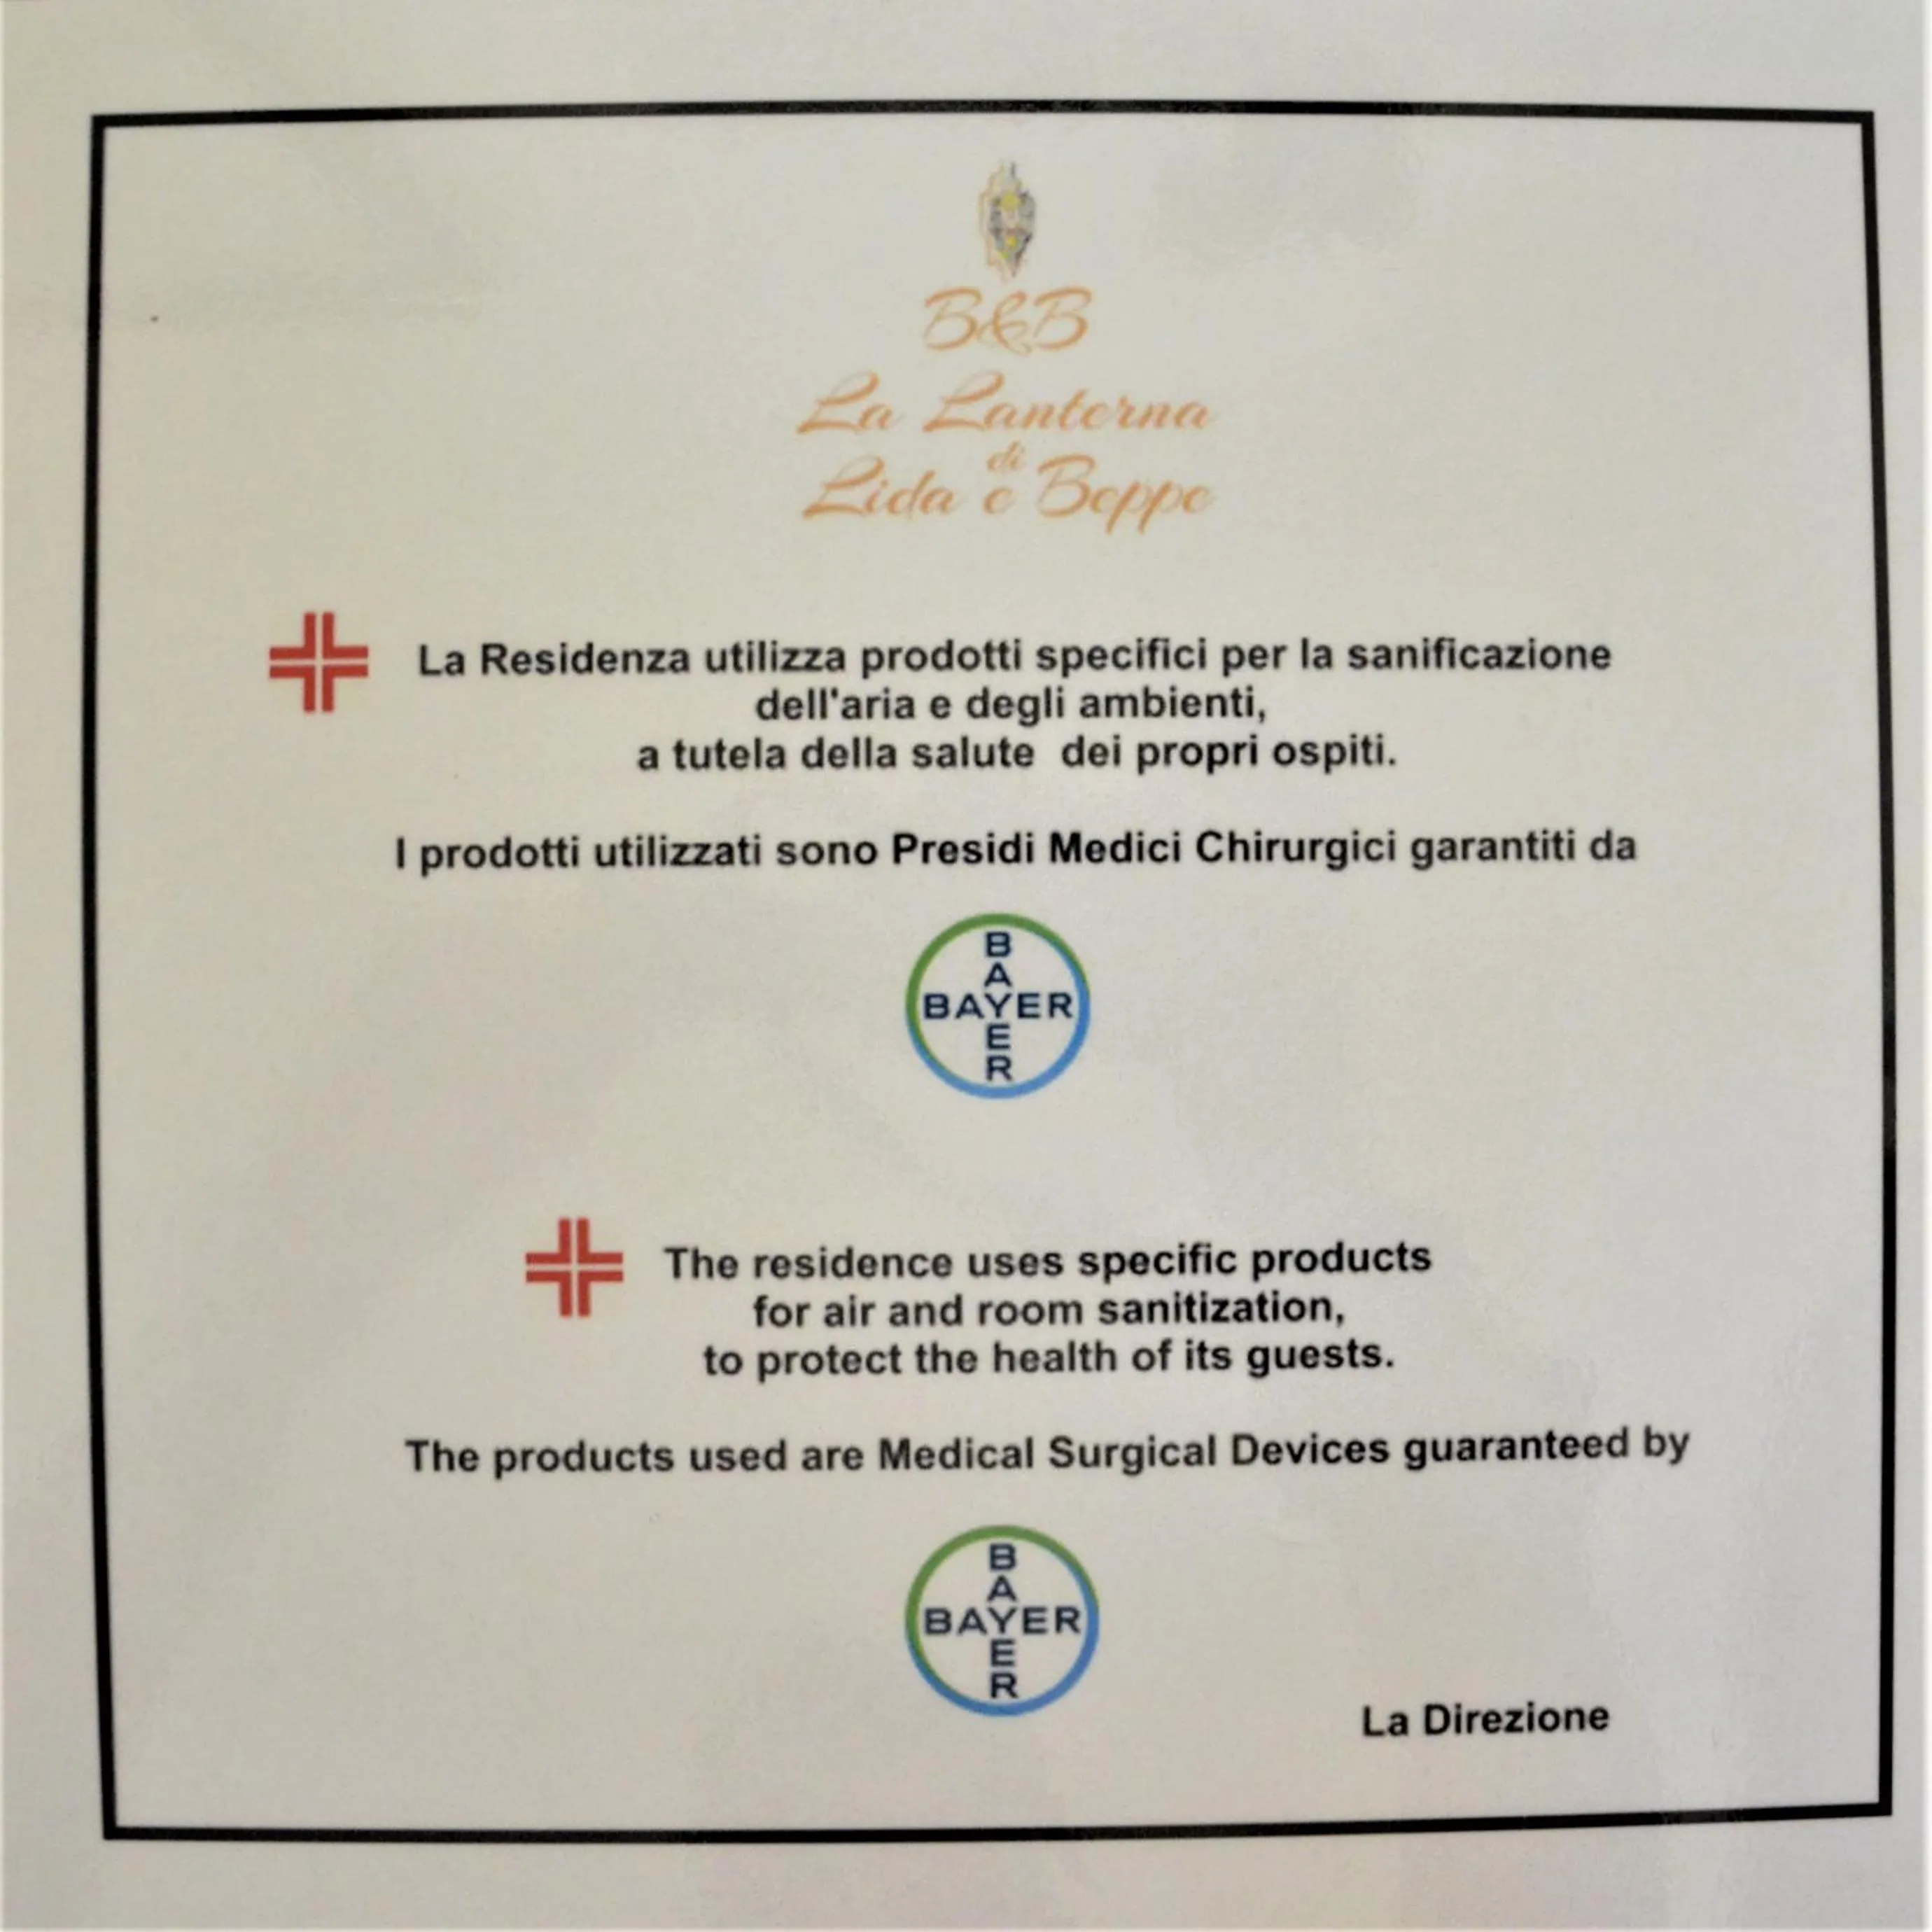 B&B
La Lanterna
di
Lida e Beppe
La Residenza utilizza prodotti specifici per la sanificazione
dell'aria e degli ambienti,
a tutela della salute dei propri ospiti.
I prodotti utilizzati sono Presidi Medici Chirurgici garantiti da
BAYER
BAYER
The residence uses specific products
for air and room sanitization,
to protect the health of its guests.
The products used are Medical Surgical Devices guaranteed by
BAYER
BAYER
La Direzione